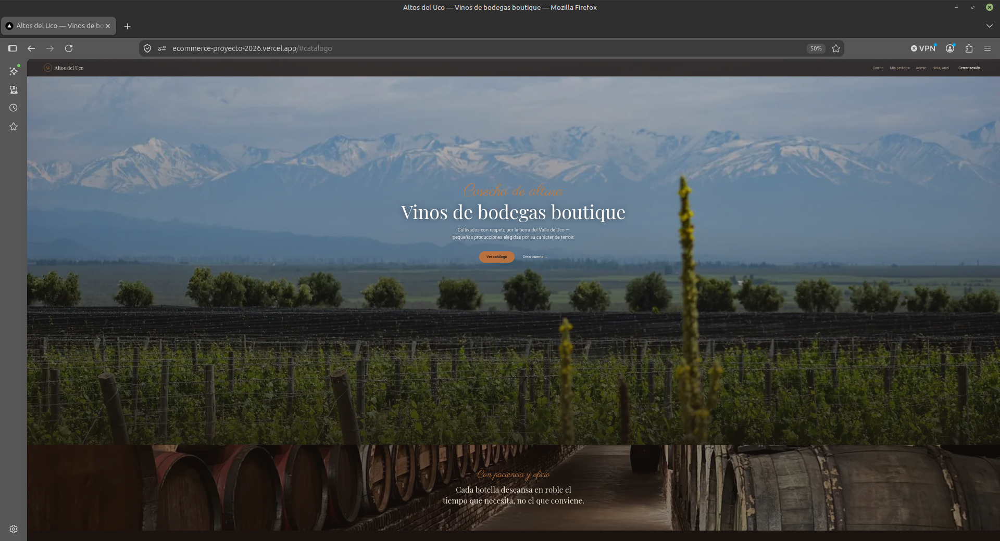 Altos del Uco — Vinos de bodegas boutique — Mozilla Firefox
Altos del Uco — Vinos de bo
ecommerce-proyecto-2026.vercel.app/#catalogo
50%
VPN
AU
Altos del Uco
Carrito
Mis pedidos
Admin
Hola, Ariel
Cerrar sesión
Cosecha de altura
Vinos de bodegas boutique
Cultivados con respeto por la tierra del Valle de Uco —
pequeñas producciones elegidas por su carácter de terroir.
Ver catálogo
Crear cuenta →
Con paciencia y oficio
Cada botella descansa en roble el
tiempo que necesita, no el que conviene.